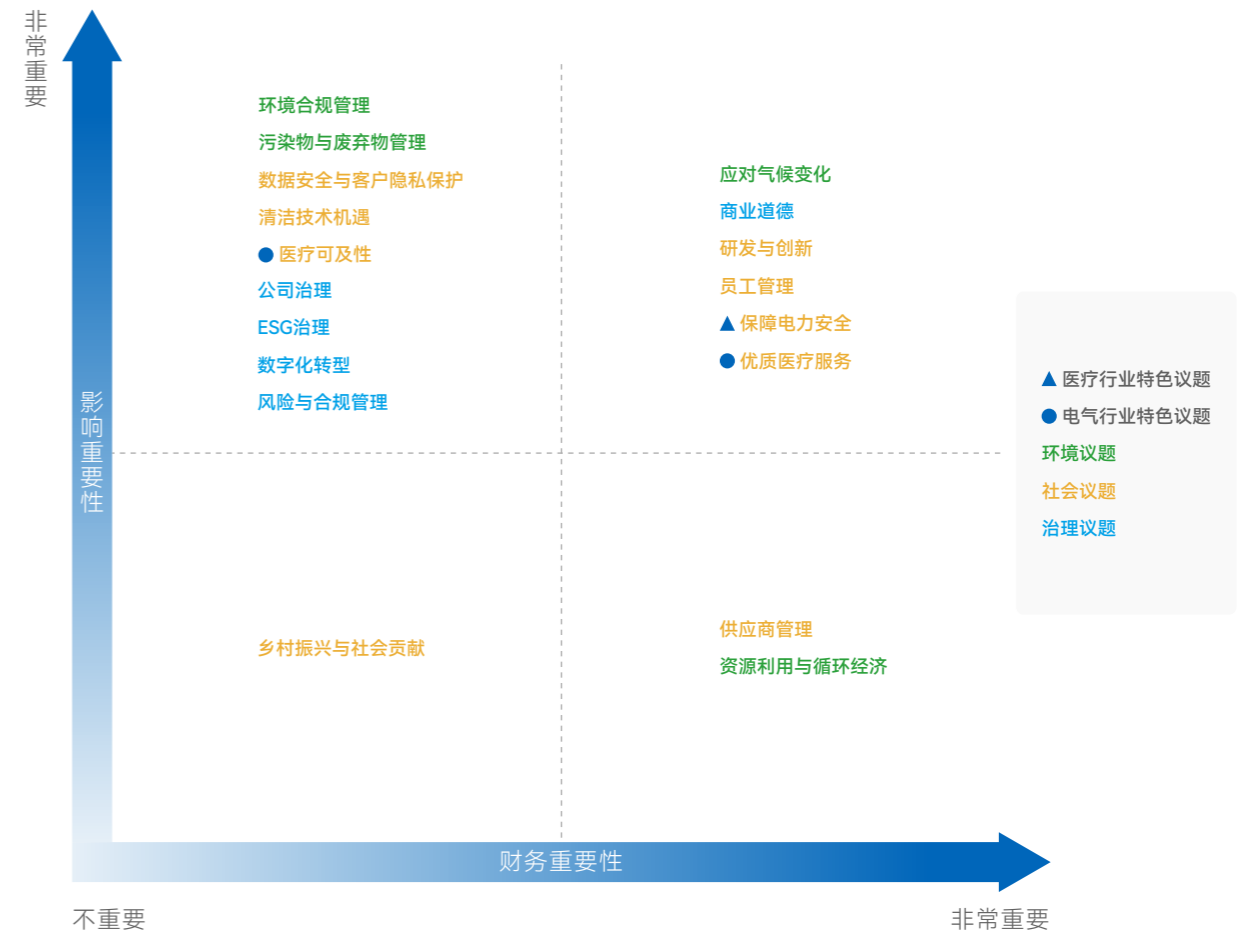 非常重要
环境合规管理
污染物与废弃物管理
数据安全与客户隐私保护
清洁技术机遇
● 医疗可及性
公司治理
ESG治理
数字化转型
风险与合规管理
应对气候变化
商业道德
研发与创新
员工管理
▲ 保障电力安全
● 优质医疗服务
影响重要性
乡村振兴与社会贡献
供应商管理
资源利用与循环经济
▲ 医疗行业特色议题
● 电气行业特色议题
环境议题
社会议题
治理议题
财务重要性
不重要
非常重要